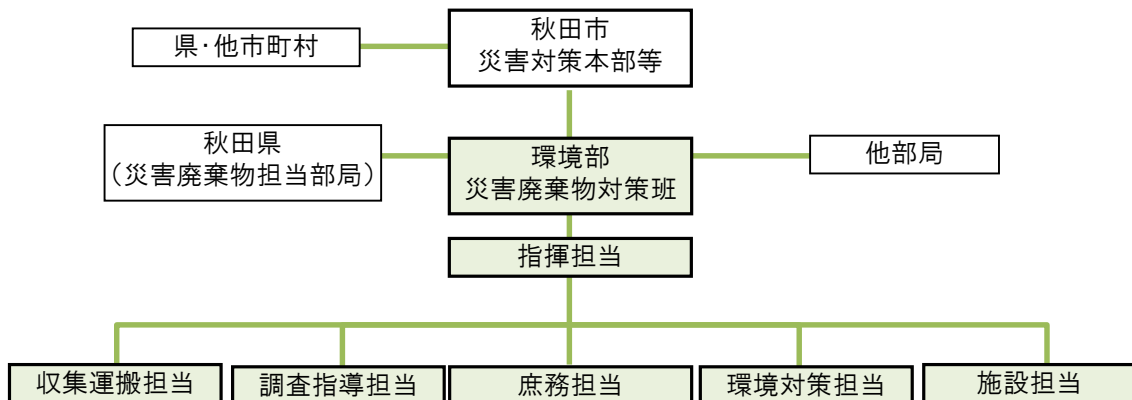 県・他市町村
秋田市
災害対策本部等
秋田県
（災害廃棄物担当部局）
環境部
災害廃棄物対策班
他部局
指揮担当
収集運搬担当
調査指導担当
庶務担当
環境対策担当
施設担当